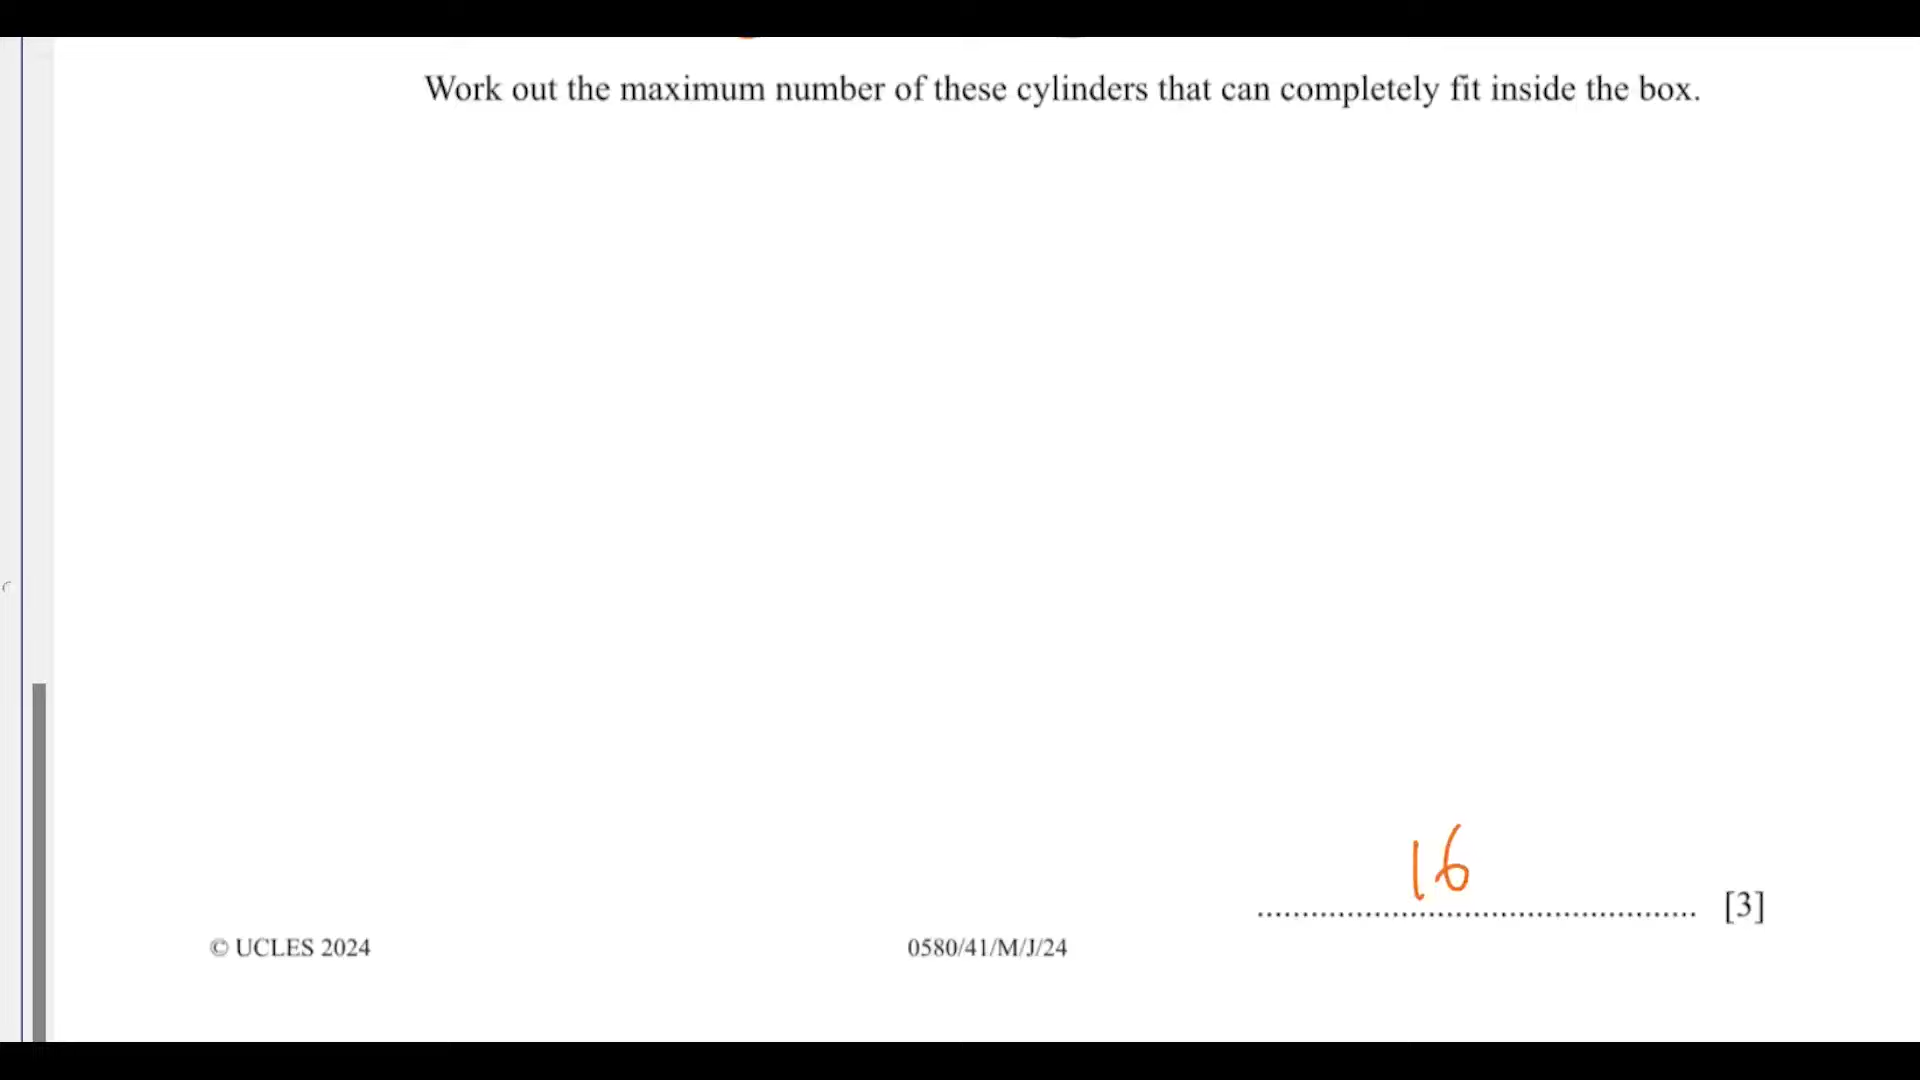 Work out the maximum number of these cylinders that can completely fit inside the box.
16
.................................................. [3]
© UCLES 2024 0580/41/M/J/24